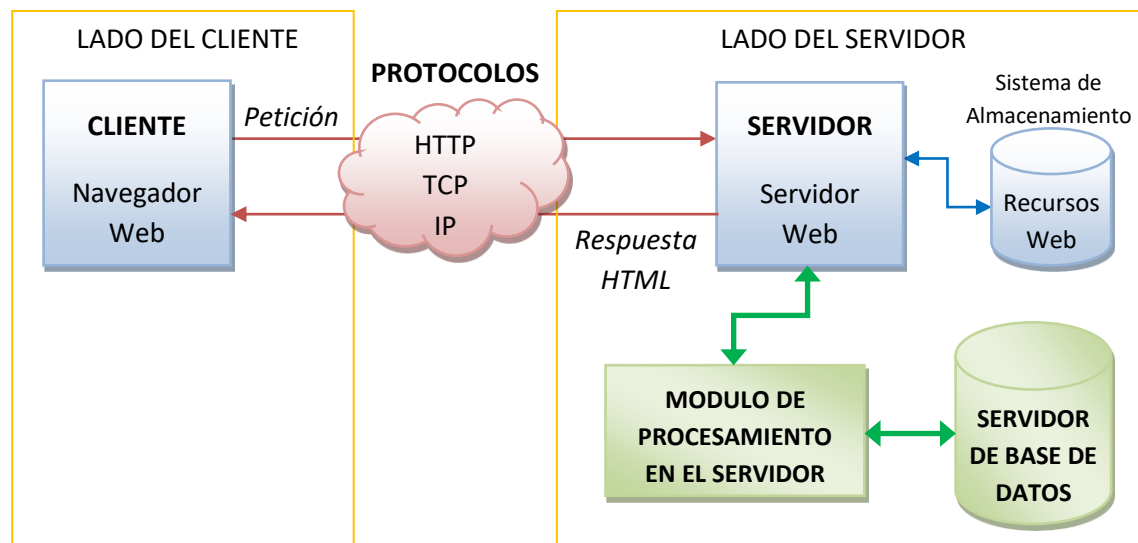 LADO DEL CLIENTE
LADO DEL SERVIDOR
PROTOCOLOS
CLIENTE
Navegador
Web
Petición
HTTP
TCP
IP
Respuesta
HTML
SERVIDOR
Servidor
Web
Sistema de
Almacenamiento
Recursos
Web
MODULO DE
PROCESAMIENTO
EN EL SERVIDOR
SERVIDOR
DE BASE DE
DATOS